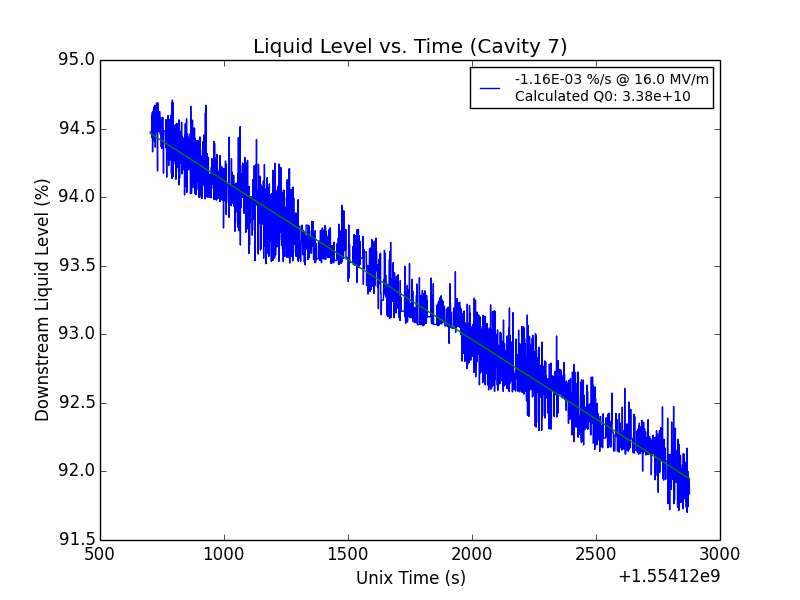 Liquid Level vs. Time (Cavity 7)
-1.16E-03 %/s @ 16.0 MV/m
Calculated Q0: 3.38e+10
Downstream Liquid Level (%)
95.0
94.5
94.0
93.5
93.0
92.5
92.0
91.5
500 1000 1500 2000 2500 3000
Unix Time (s)
+1.55412e9